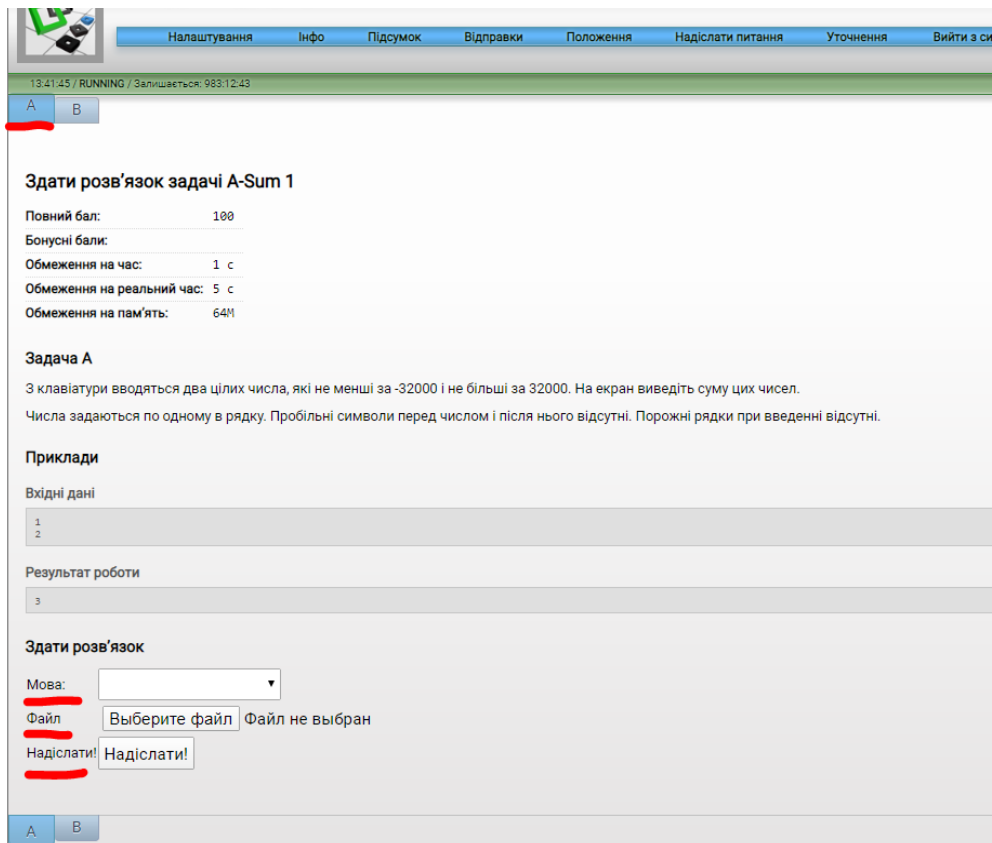 Налаштування Інфо Підсумок Відправки Положення Надіслати питання Уточнення Вийти з си
13:41:45 / RUNNING / Залишається: 983:12:43
A B
Здати розв’язок задачі A-Sum 1
Повний бал: 100
Бонусні бали:
Обмеження на час: 1 с
Обмеження на реальний час: 5 с
Обмеження на пам’ять: 64M
Задача A
З клавіатури вводяться два цілих числа, які не менші за -32000 і не більші за 32000. На екран виведіть суму цих чисел.
Числа задаються по одному в рядку. Пробільні символи перед числом і після нього відсутні. Порожні рядки при введенні відсутні.
Приклади
Вхідні дані
1
2
Результат роботи
3
Здати розв’язок
Мова:
Файл Выберите файл Файл не выбран
Надіслати! Надіслати!
A B